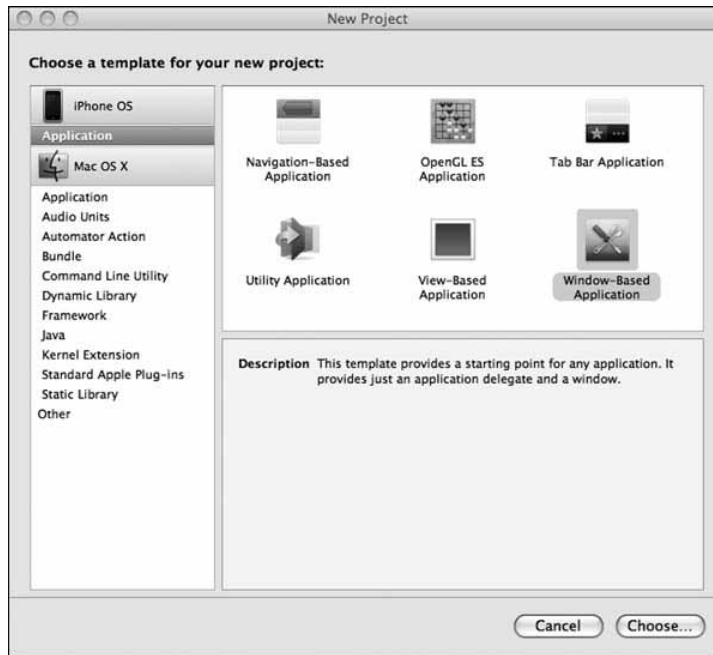 New Project
Choose a template for your new project:
iPhone OS
Application
Mac OS X
Application
Audio Units
Automator Action
Bundle
Command Line Utility
Dynamic Library
Framework
Java
Kernel Extension
Standard Apple Plug-ins
Static Library
Other
Navigation-Based
Application
OpenGL ES
Application
Tab Bar Application
Utility Application
View-Based
Application
Window-Based
Application
Description This template provides a starting point for any application. It
provides just an application delegate and a window.
Cancel
Choose...